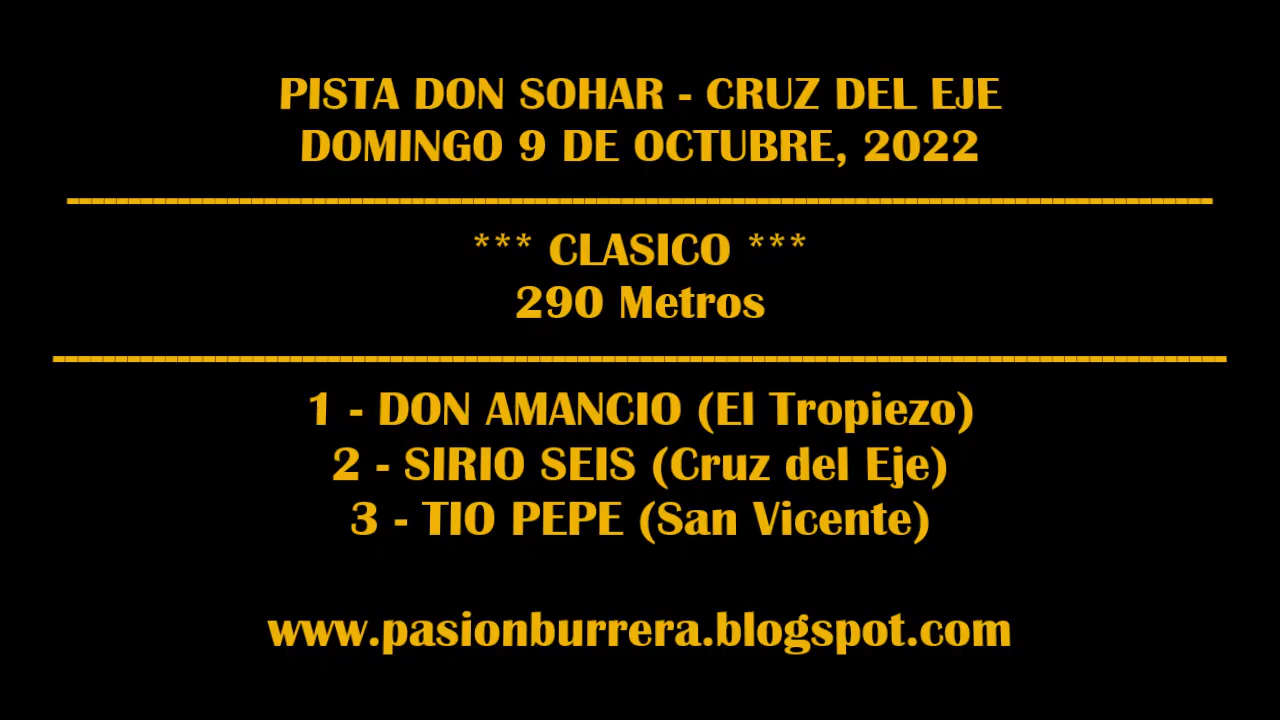 PISTA DON SOHAR - CRUZ DEL EJE
DOMINGO 9 DE OCTUBRE, 2022
*** CLASICO ***
290 Metros
1 - DON AMANCIO (El Tropiezo)
2 - SIRIO SEIS (Cruz del Eje)
3 - TIO PEPE (San Vicente)
www.pasionburrera.blogspot.com